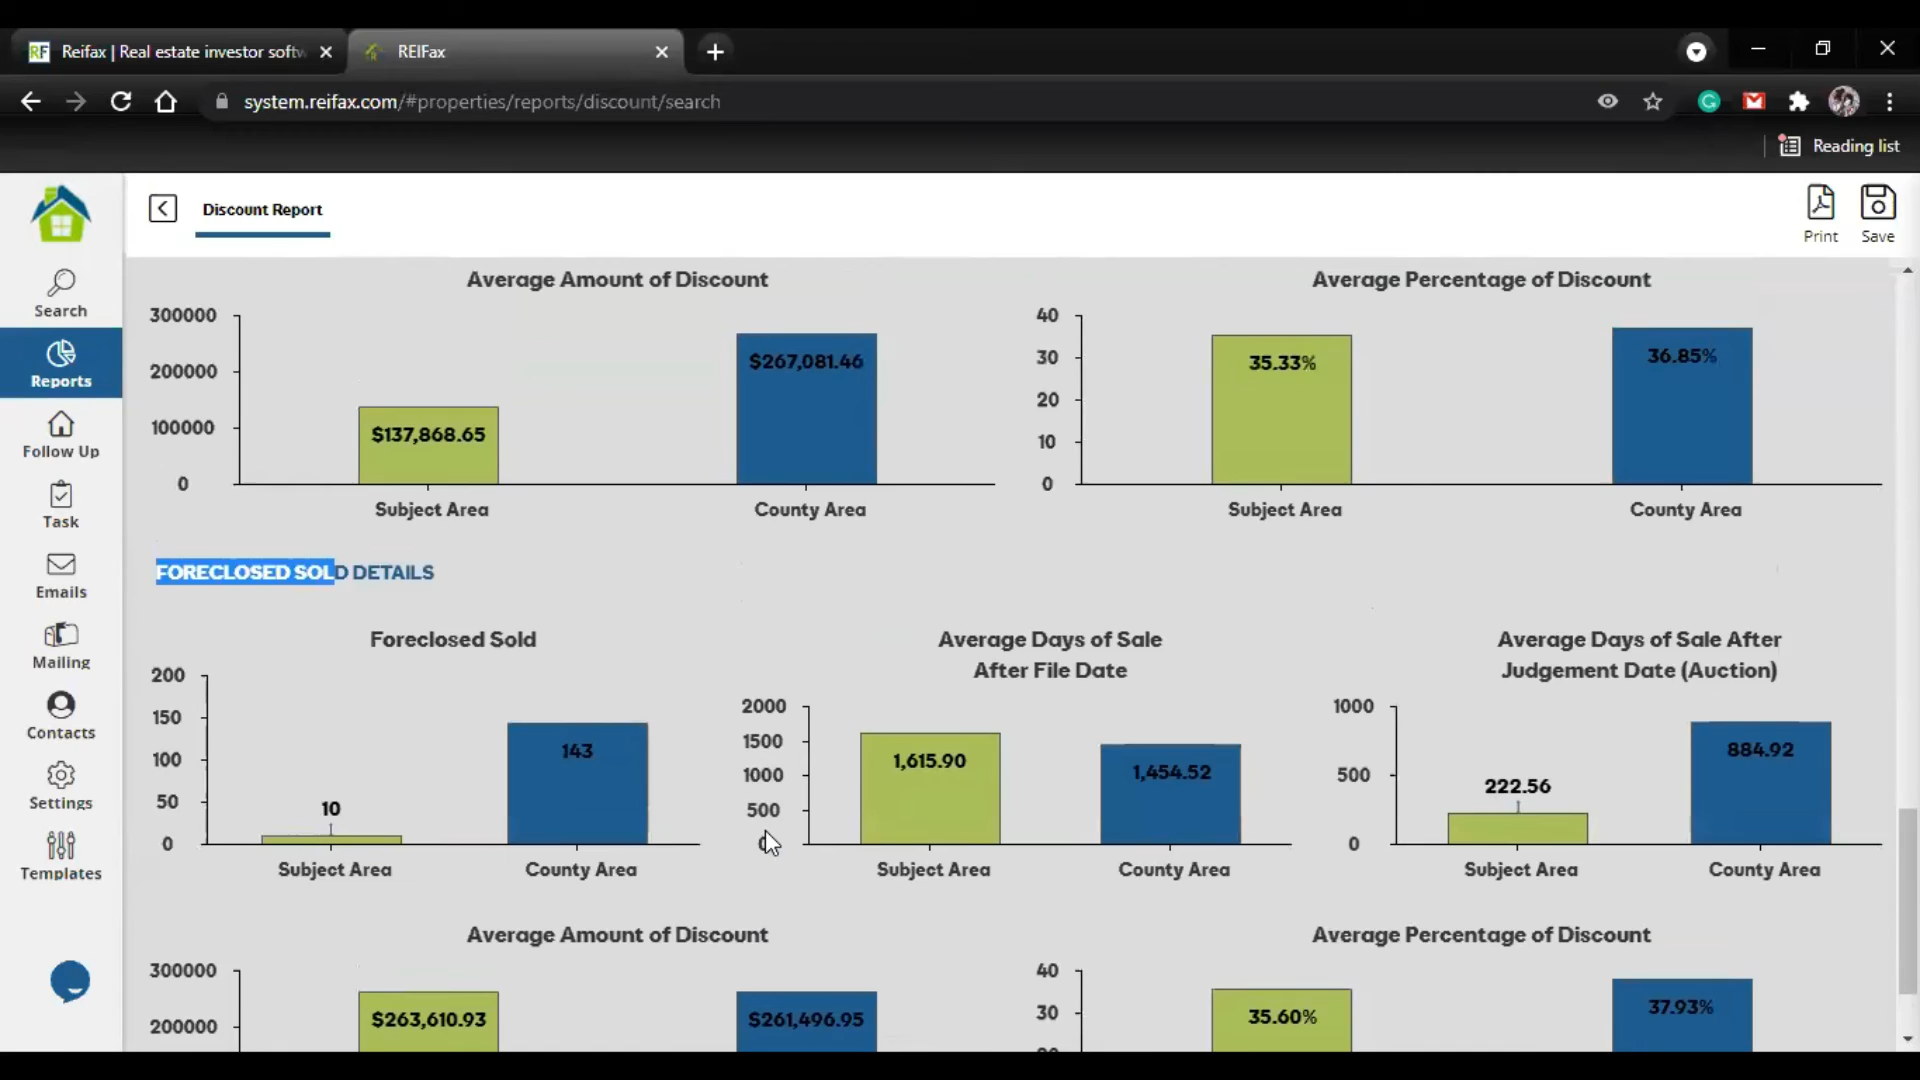 RF Reifax | Real estate investor softw
REIFax
system.reifax.com/#properties/reports/discount/search
Reading list
Discount Report
Print
Save
Search
Reports
Follow Up
Task
Emails
Mailing
Contacts
Settings
Templates
Average Amount of Discount
300000
200000
100000
0
$137,868.65
$267,081.46
Subject Area
County Area
Average Percentage of Discount
40
30
20
10
0
35.33%
36.85%
Subject Area
County Area
FORECLOSED SOLD DETAILS
Foreclosed Sold
200
150
100
50
0
10
143
Subject Area
County Area
Average Days of Sale
After File Date
2000
1500
1000
500
0
1,615.90
1,454.52
Subject Area
County Area
Average Days of Sale After
Judgement Date (Auction)
1000
500
0
222.56
884.92
Subject Area
County Area
Average Amount of Discount
300000
200000
$263,610.93
$261,496.95
Average Percentage of Discount
40
30
35.60%
37.93%